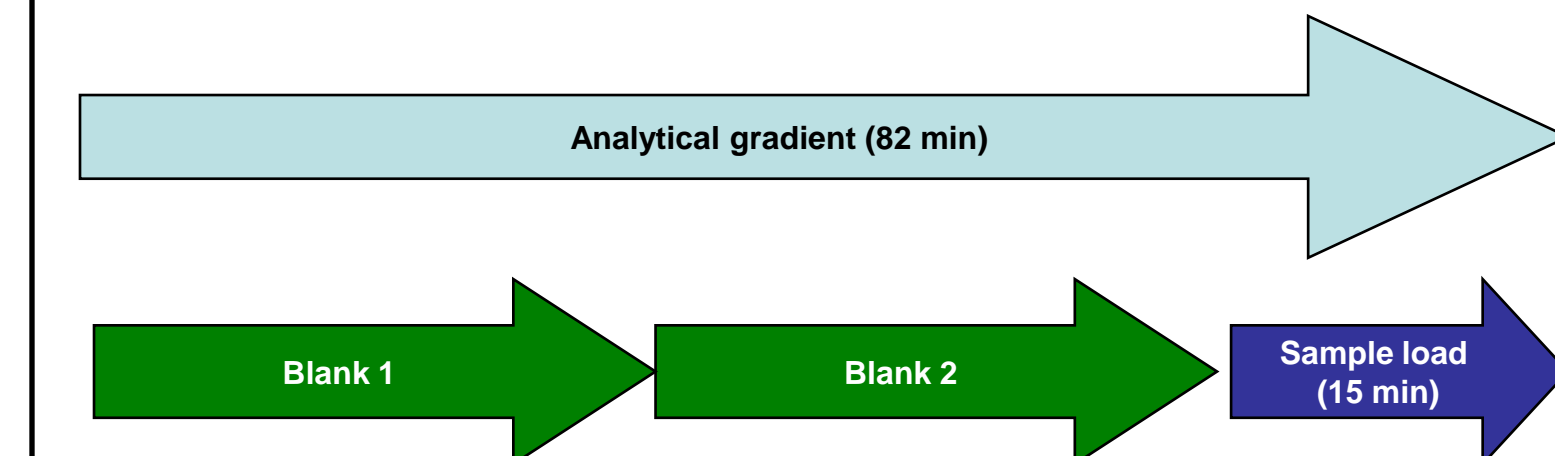 Analytical gradient (82 min)
Blank 1
Blank 2
Sample load
(15 min)